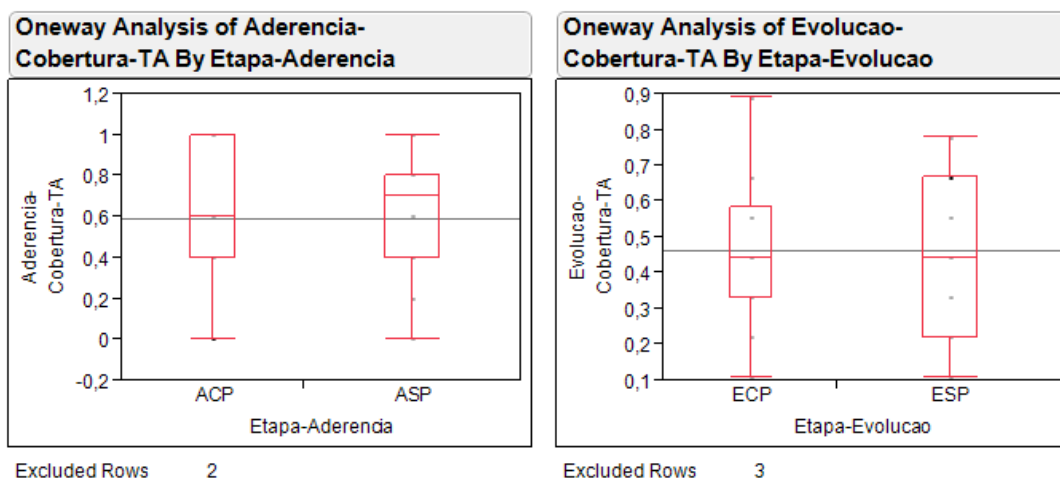 Oneway Analysis of Aderencia-
Cobertura-TA By Etapa-Aderencia
1,2
1
0,8
0,6
0,4
0,2
0
-0,2
Aderencia-
Cobertura-TA
ACP
ASP
Etapa-Aderencia
Excluded Rows 2
Oneway Analysis of Evolucao-
Cobertura-TA By Etapa-Evolucao
0,9
0,8
0,7
0,6
0,5
0,4
0,3
0,2
0,1
Evolucao-
Cobertura-TA
ECP
ESP
Etapa-Evolucao
Excluded Rows 3